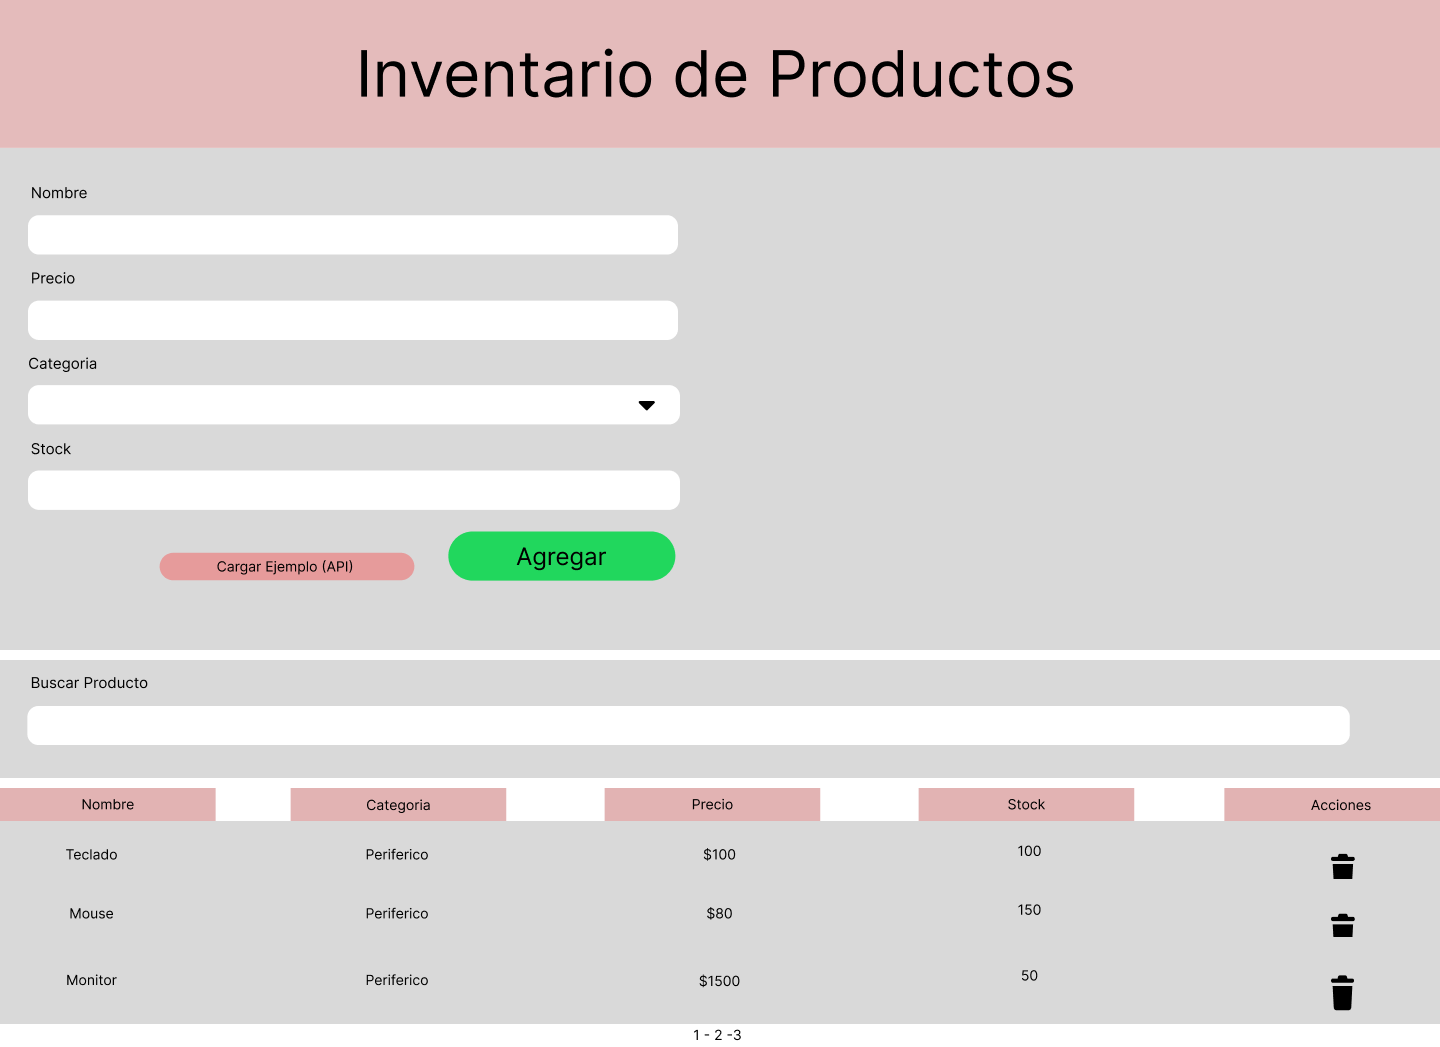 Inventario de Productos
Nombre
Precio
Categoria
Stock
Cargar Ejemplo (API)
Agregar
Buscar Producto
Nombre Categoria Precio Stock Acciones
Teclado Periferico $100 100
Mouse Periferico $80 150
Monitor Periferico $1500 50
1 - 2 -3